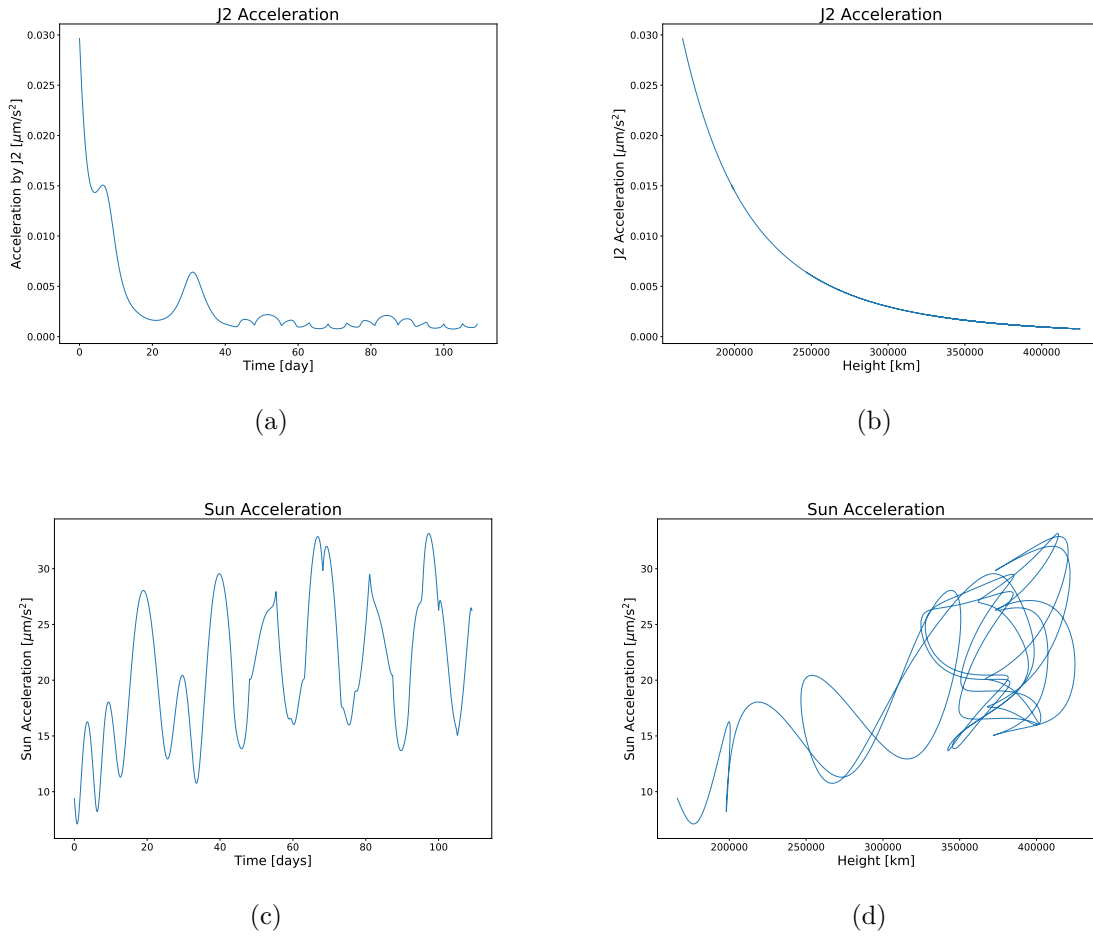 J2 Acceleration
Acceleration by J2 [μm/s²]
0.030
0.025
0.020
0.015
0.010
0.005
0.000
0 20 40 60 80 100
Time [day]
(a)
J2 Acceleration
J2 Acceleration [μm/s²]
0.030
0.025
0.020
0.015
0.010
0.005
0.000
200000 250000 300000 350000 400000
Height [km]
(b)
Sun Acceleration
Sun Acceleration [μm/s²]
30
25
20
15
10
0 20 40 60 80 100
Time [days]
(c)
Sun Acceleration
Sun Acceleration [μm/s²]
30
25
20
15
10
200000 250000 300000 350000 400000
Height [km]
(d)